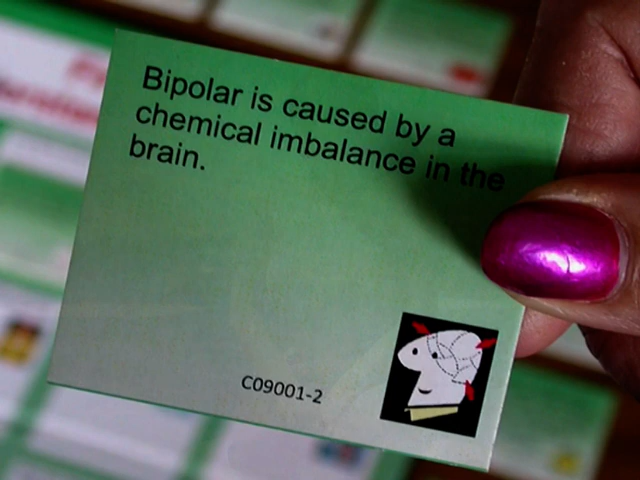 Bipolar is caused by a
chemical imbalance in the
brain.
C09001-2